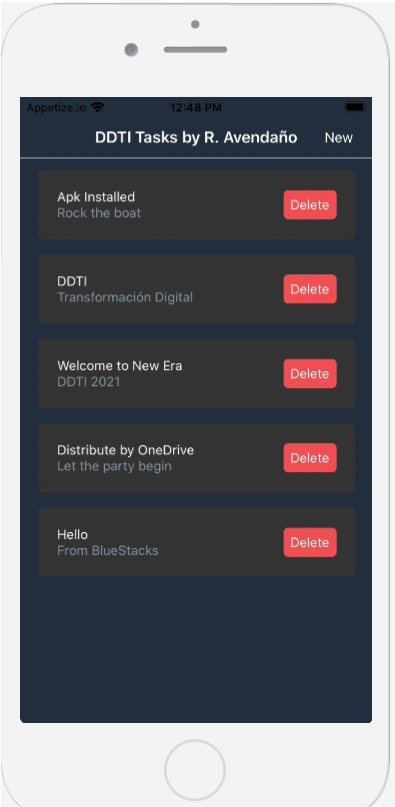 Appetize.io 12:48 PM
DDTI Tasks by R. Avendaño New
Apk Installed
Rock the boat
Delete
DDTI
Transformación Digital
Delete
Welcome to New Era
DDTI 2021
Delete
Distribute by OneDrive
Let the party begin
Delete
Hello
From BlueStacks
Delete